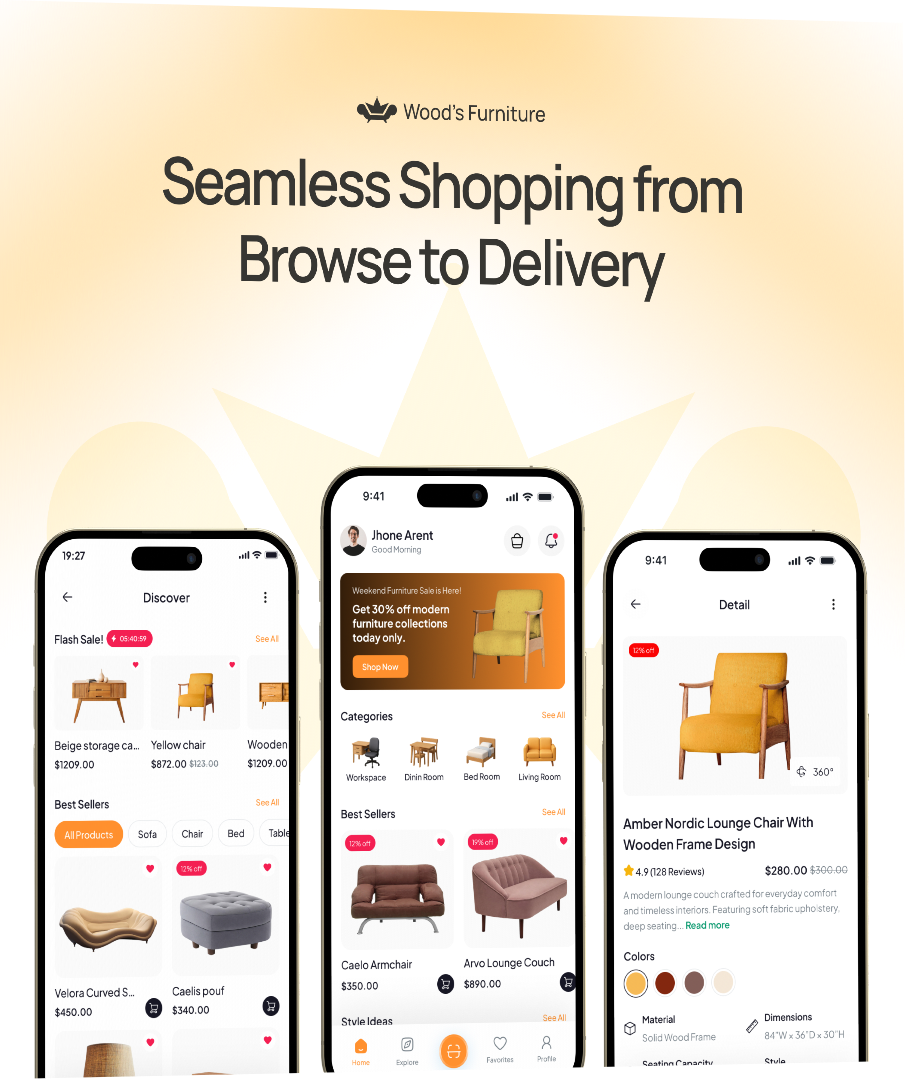 Wood's Furniture
Seamless Shopping from
Browse to Delivery
19:27
Discover
Flash Sale!
05:40:59
See All
Beige storage ca...
$1209.00
Yellow chair
$872.00 $123.00
Wooden
$1209.00
Best Sellers
See All
All Products
Sofa
Chair
Bed
Table
Velora Curved S...
$450.00
12% off
Caelis pouf
$340.00
9:41
Jhone Arent
Good Morning
Weekend Furniture Sale is Here!
Get 30% off modern
furniture collections
today only.
Shop Now
Categories
See All
Workspace
Dinin Room
Bed Room
Living Room
Best Sellers
See All
12% off
Caelo Armchair
$350.00
19% off
Arvo Lounge Couch
$890.00
Style Ideas
See All
Home
Explore
Favorites
Profile
9:41
Detail
12% off
360°
Amber Nordic Lounge Chair With
Wooden Frame Design
4.9 (128 Reviews)
$280.00 $300.00
A modern lounge couch crafted for everyday comfort
and timeless interiors. Featuring soft fabric upholstery,
deep seating... Read more
Colors
Material
Solid Wood Frame
Dimensions
84"W x 36"D x 30"H
Seating Capacity
Style